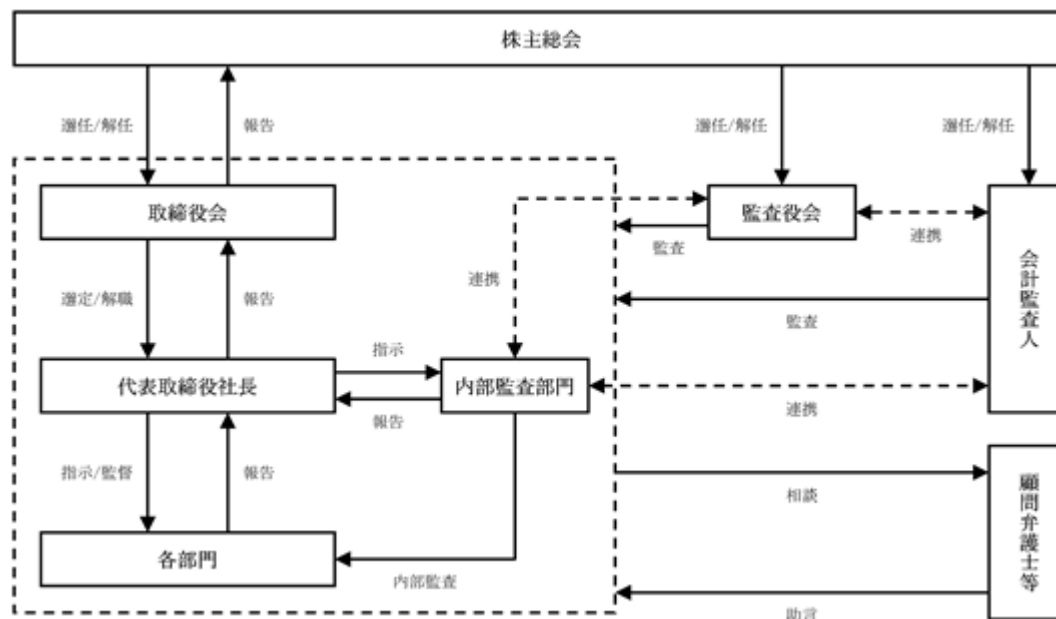 株主総会
選任/解任
報告
選任/解任
選任/解任
取締役会
監査役会
連携
監査
会計監査人
選定/解職
報告
連携
監査
指示
代表取締役社長
内部監査部門
報告
連携
指示/監督
報告
相談
顧問弁護士等
各部門
内部監査
助言